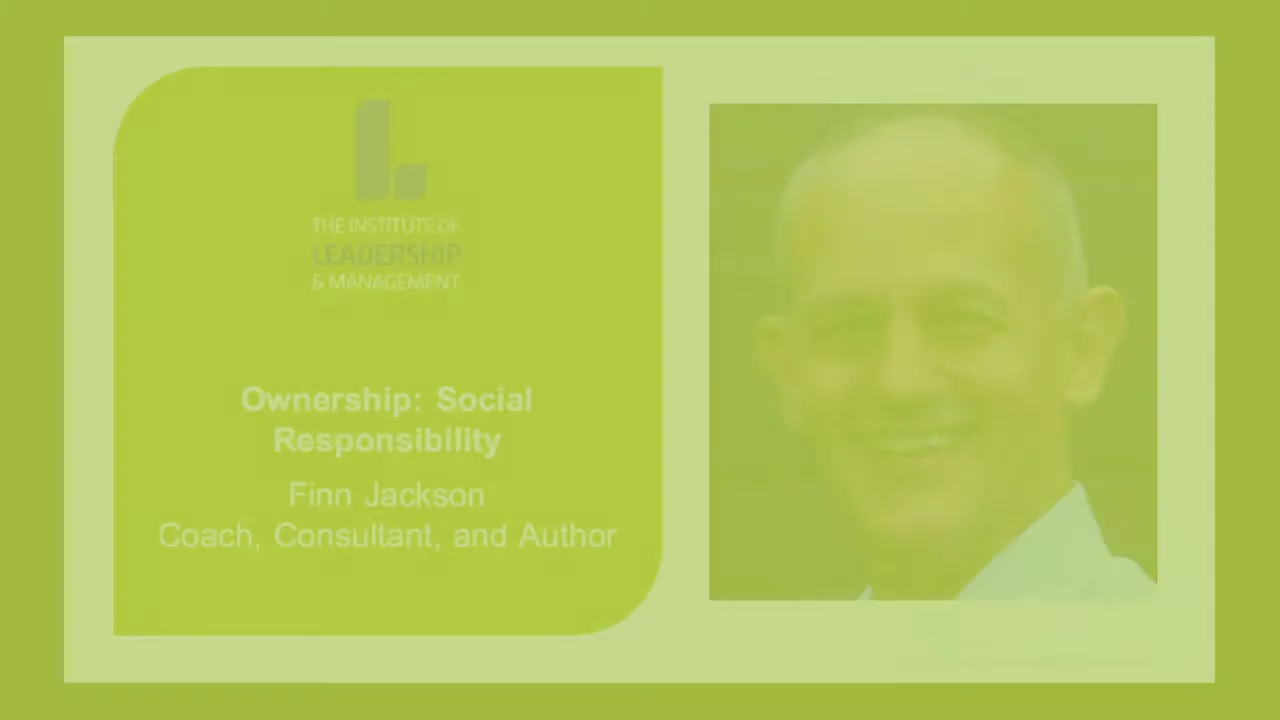 THE INSTITUTE OF
LEADERSHIP
& MANAGEMENT
Ownership: Social
Responsibility
Finn Jackson
Coach, Consultant, and Author